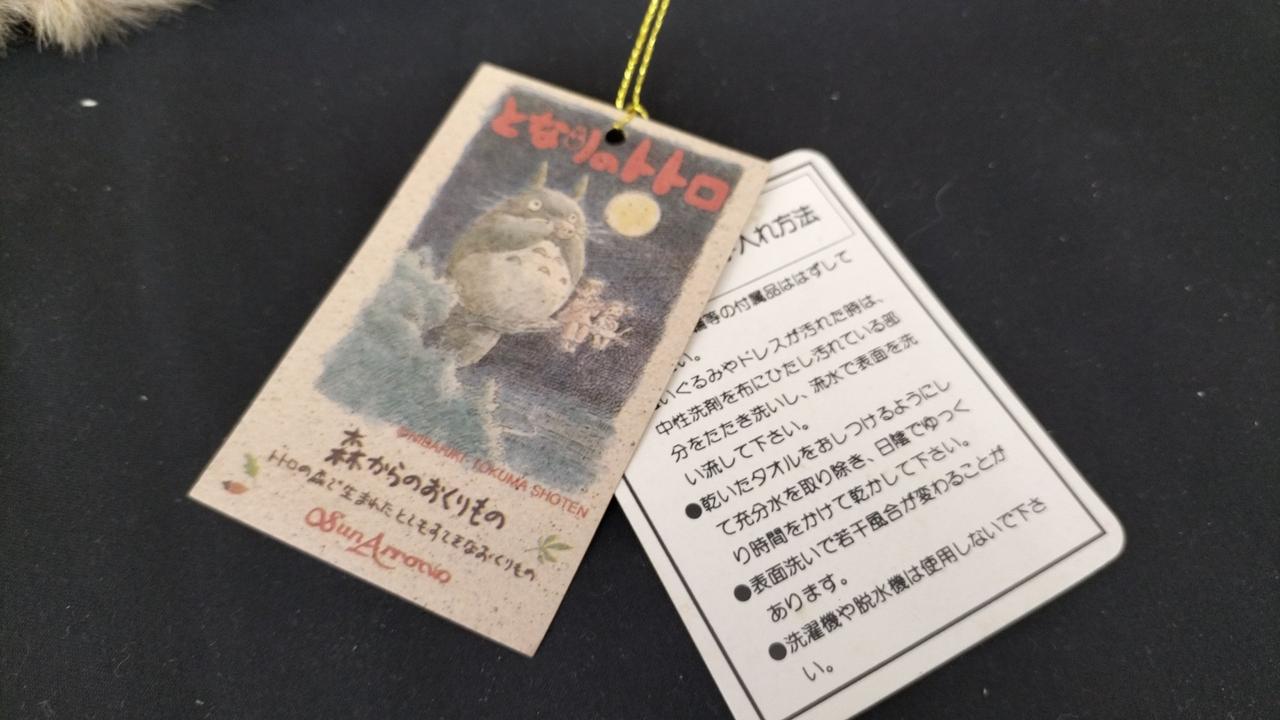 となりのトトロ
©NIBARIKI TOKUMA SHOTEN
森からのおくりもの
トトロの森で生まれたとてもすてきなおくりもの
Sun Arrow
入れ方法
等の付属品ははずして
い。
いぐるみやドレスが汚れた時は、
中性洗剤を布にひたし汚れている部
分をたたき洗いし、流水で表面を洗
い流して下さい。
●乾いたタオルをおしつけるようにし
て充分水を取り除き、日陰でゆっく
り時間をかけて乾かして下さい。
●表面洗いで若干風合が変わることが
あります。
●洗濯機や脱水機は使用しないで下さ
い。